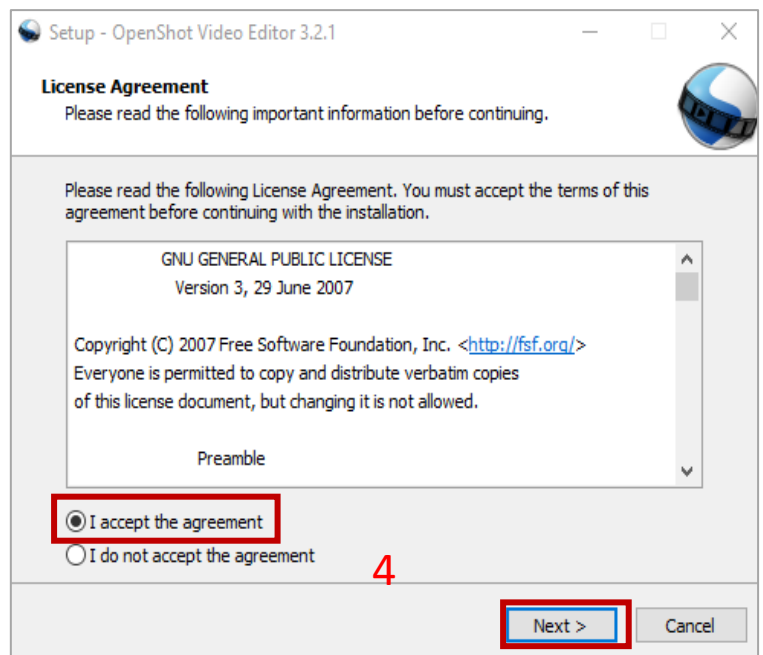 Setup - OpenShot Video Editor 3.2.1
License Agreement
Please read the following important information before continuing.
Please read the following License Agreement. You must accept the terms of this
agreement before continuing with the installation.
GNU GENERAL PUBLIC LICENSE
Version 3, 29 June 2007
Copyright (C) 2007 Free Software Foundation, Inc. <http://fsf.org/>
Everyone is permitted to copy and distribute verbatim copies
of this license document, but changing it is not allowed.
Preamble
I accept the agreement
I do not accept the agreement
4
Next > Cancel